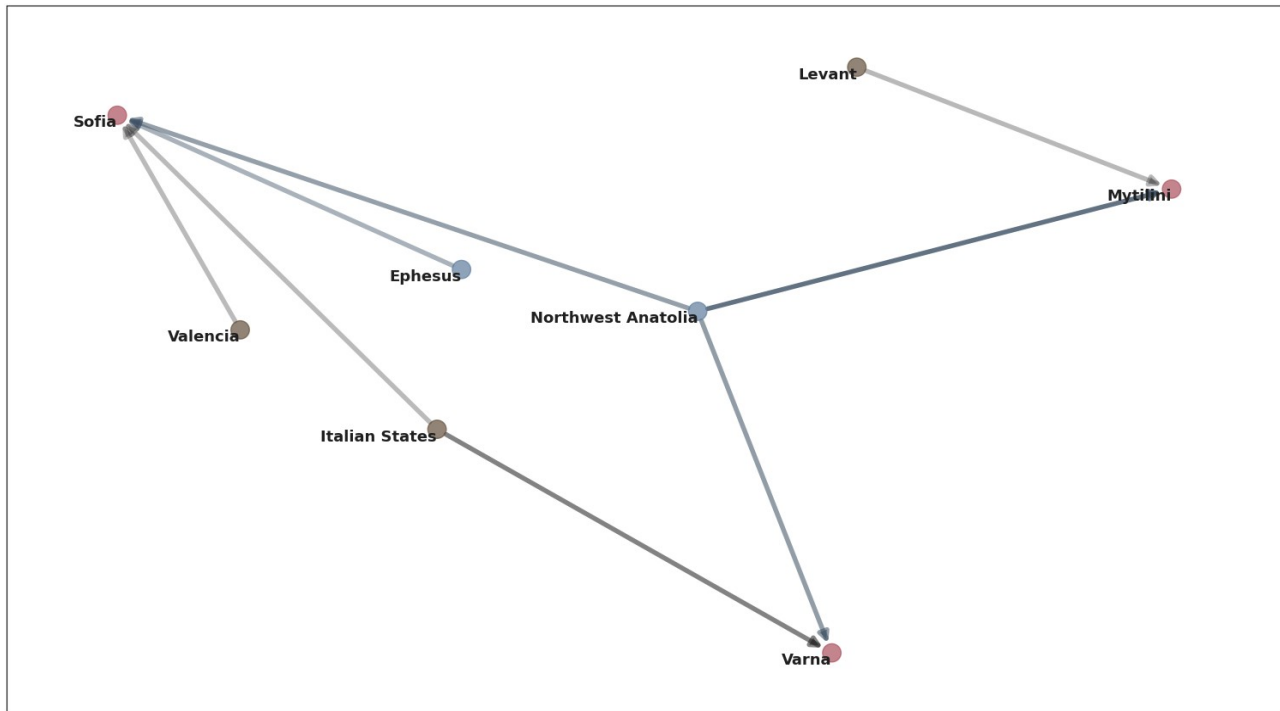 Levant
Sofia
Mytilini
Ephesus
Northwest Anatolia
Valencia
Italian States
Varna